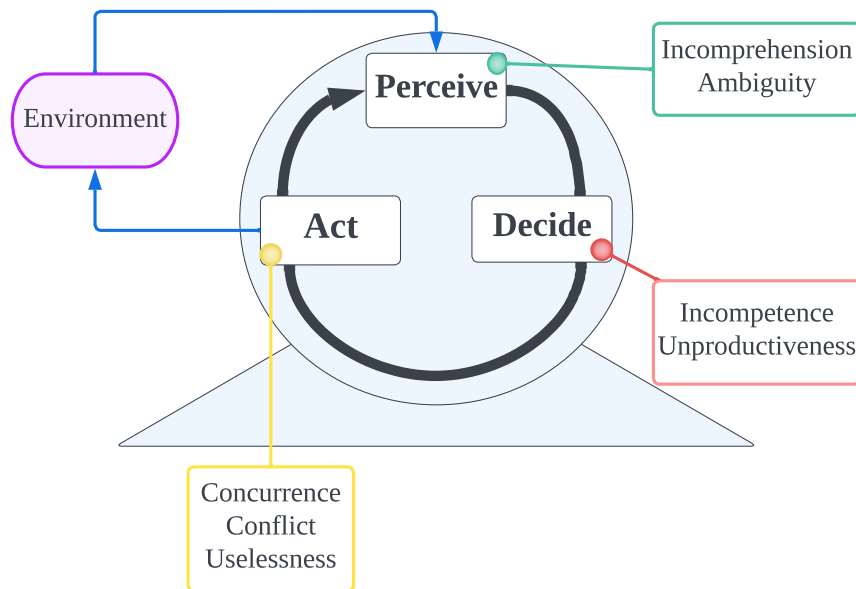 Incomprehension
Ambiguity
Perceive
Environment
Act
Decide
Incompetence
Unproductiveness
Concurrence
Conflict
Uselessness